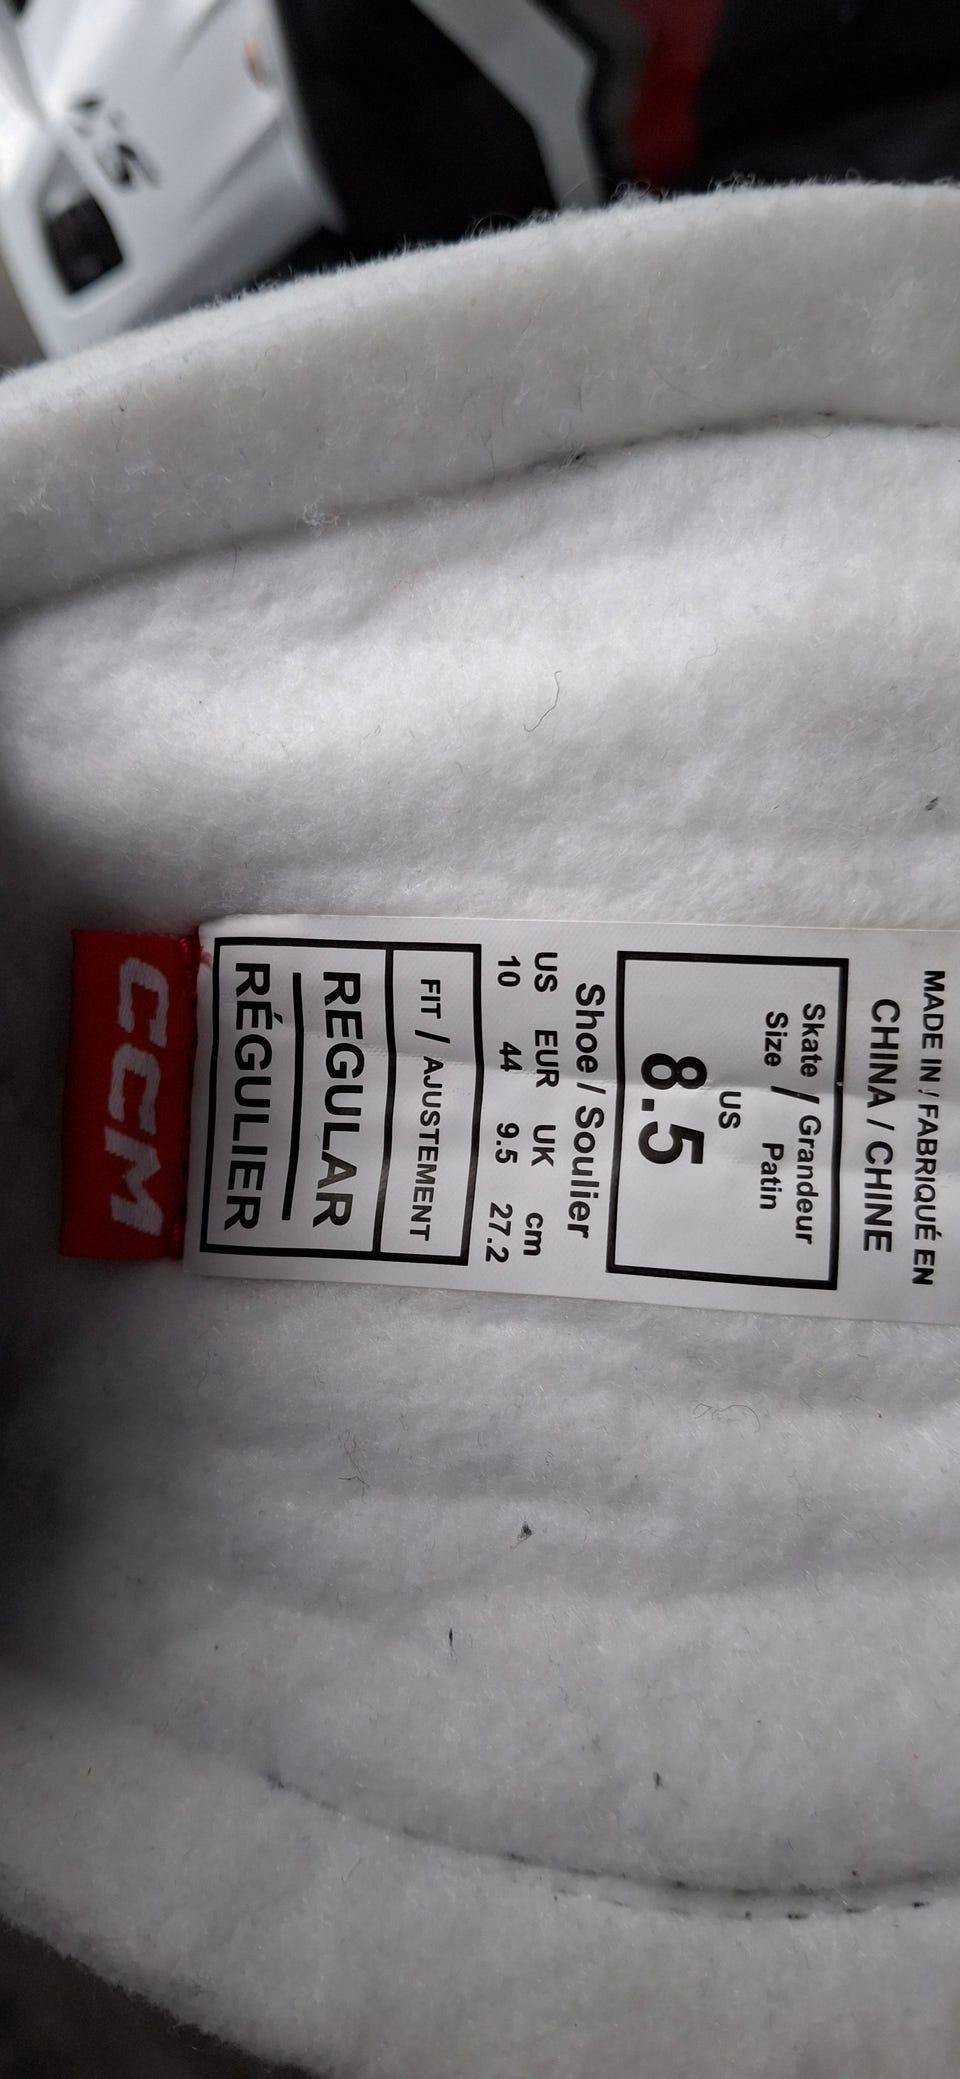 MADE IN / FABRIQUÉ EN
CHINA / CHINE
Skate / Grandeur
Size Patin
US
8.5
Shoe / Soulier
US EUR UK cm
10 44 9.5 27.2
FIT / AJUSTEMENT
REGULAR
RÉGULIER
CCM